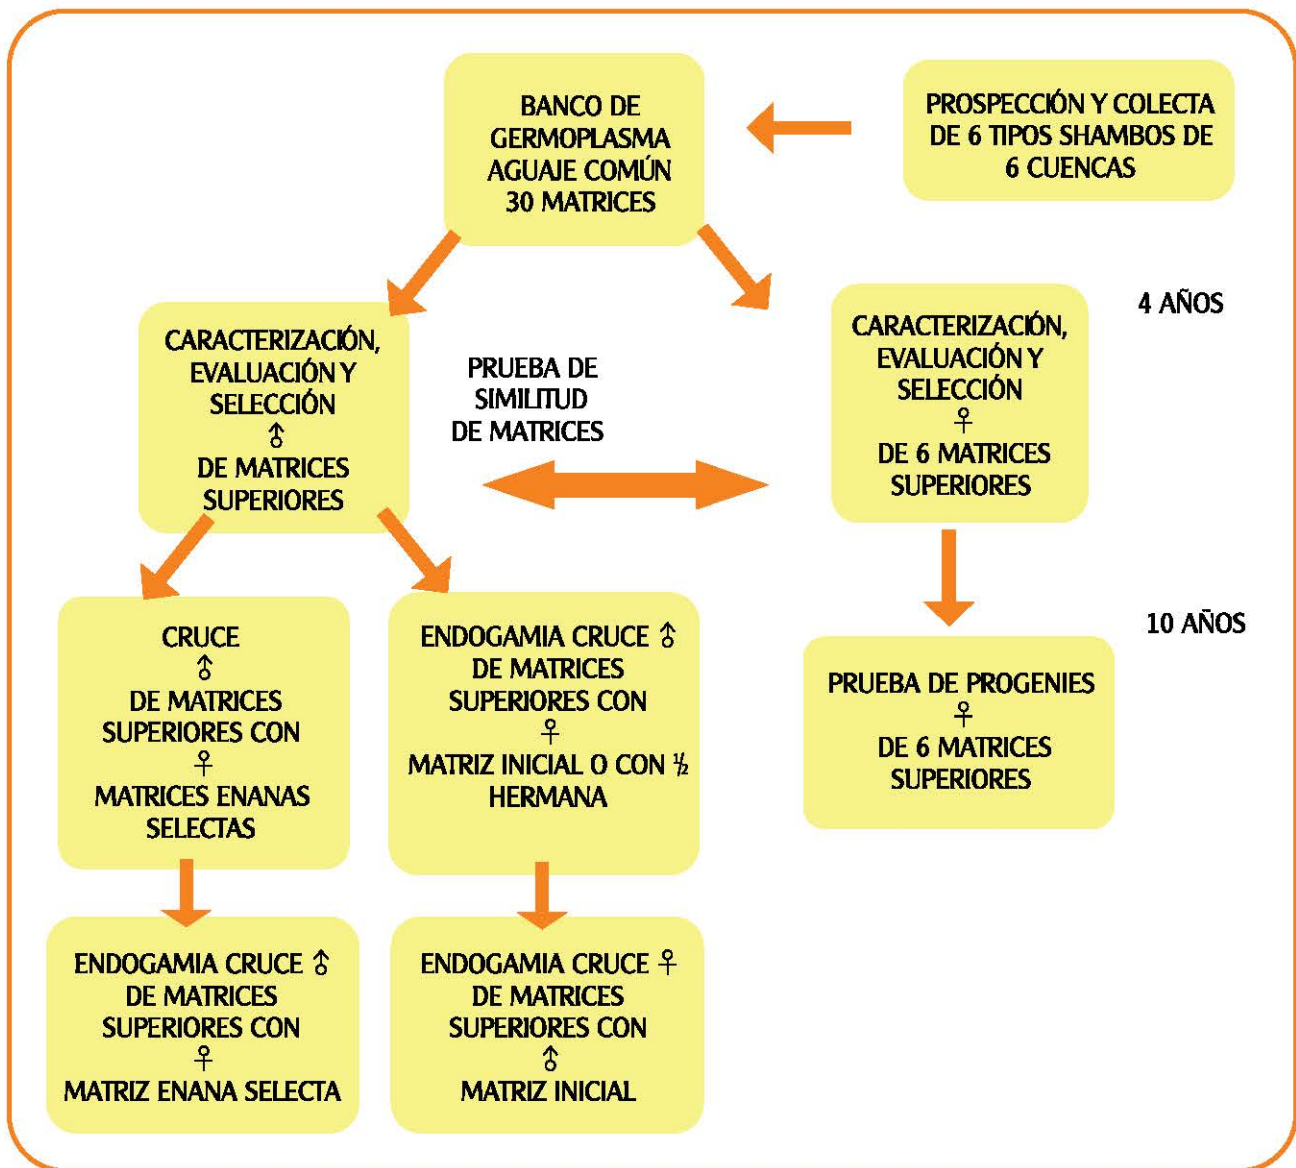 BANCO DE
GERMOPLASMA
AGUAJE COMÚN
30 MATRICES
PROSPECCIÓN Y COLECTA
DE 6 TIPOS SHAMBOS DE
6 CUENCAS
CARACTERIZACIÓN,
EVALUACIÓN Y
SELECCIÓN
♂
DE MATRICES
SUPERIORES
PRUEBA DE
SIMILITUD
DE MATRICES
CARACTERIZACIÓN,
EVALUACIÓN Y
SELECCIÓN
♀
DE 6 MATRICES
SUPERIORES
4 AÑOS
CRUCE
♂
DE MATRICES
SUPERIORES CON
♀
MATRICES ENANAS
SELECTAS
ENDOGAMIA CRUCE ♂
DE MATRICES
SUPERIORES CON
♀
MATRIZ INICIAL O CON ½
HERMANA
PRUEBA DE PROGENIES
♀
DE 6 MATRICES
SUPERIORES
10 AÑOS
ENDOGAMIA CRUCE ♂
DE MATRICES
SUPERIORES CON
♀
MATRIZ ENANA SELECTA
ENDOGAMIA CRUCE ♀
DE MATRICES
SUPERIORES CON
♂
MATRIZ INICIAL